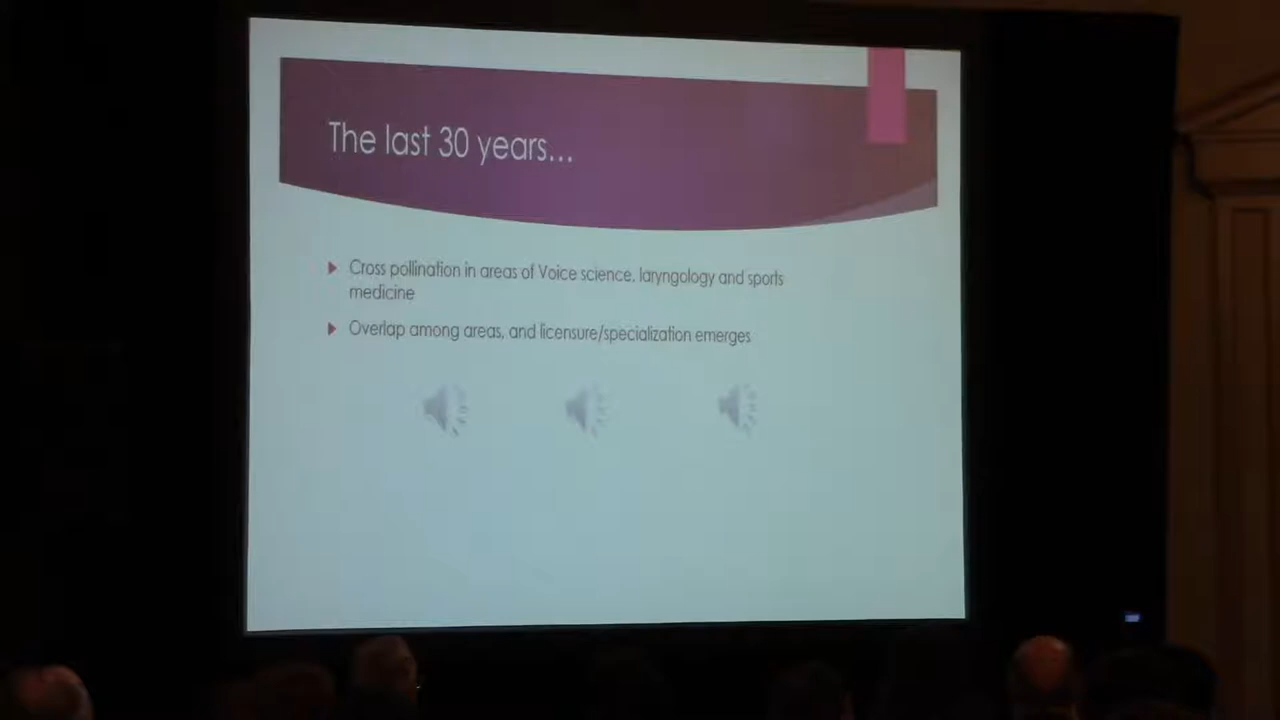 The last 30 years...
Cross pollination in areas of Voice science, laryngology and sports
medicine
Overlap among areas, and licensure/specialization emerges